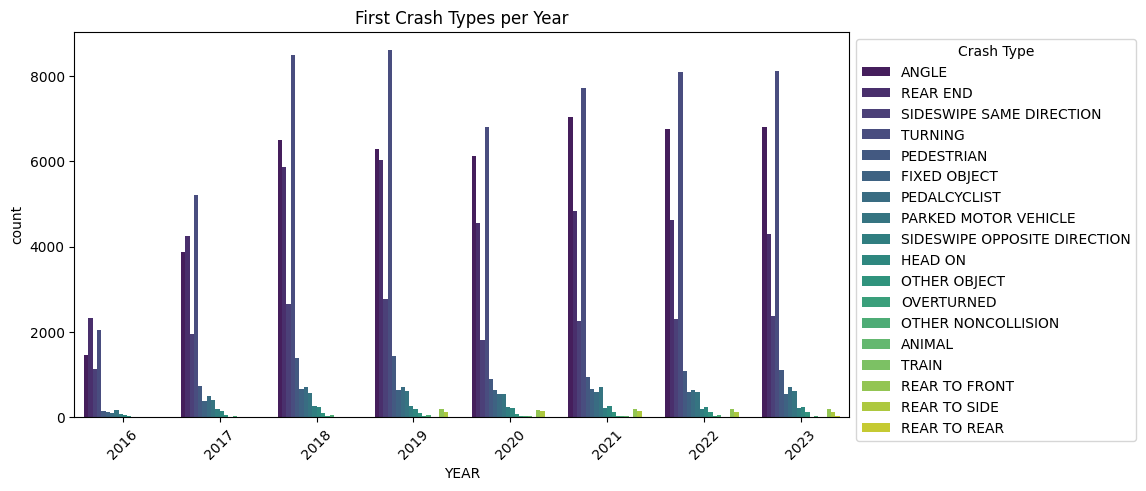 First Crash Types per Year
count
8000
6000
4000
2000
0
2016
2017
2018
2019
2020
2021
2022
2023
YEAR
Crash Type
ANGLE
REAR END
SIDESWIPE SAME DIRECTION
TURNING
PEDESTRIAN
FIXED OBJECT
PEDALCYCLIST
PARKED MOTOR VEHICLE
SIDESWIPE OPPOSITE DIRECTION
HEAD ON
OTHER OBJECT
OVERTURNED
OTHER NONCOLLISION
ANIMAL
TRAIN
REAR TO FRONT
REAR TO SIDE
REAR TO REAR